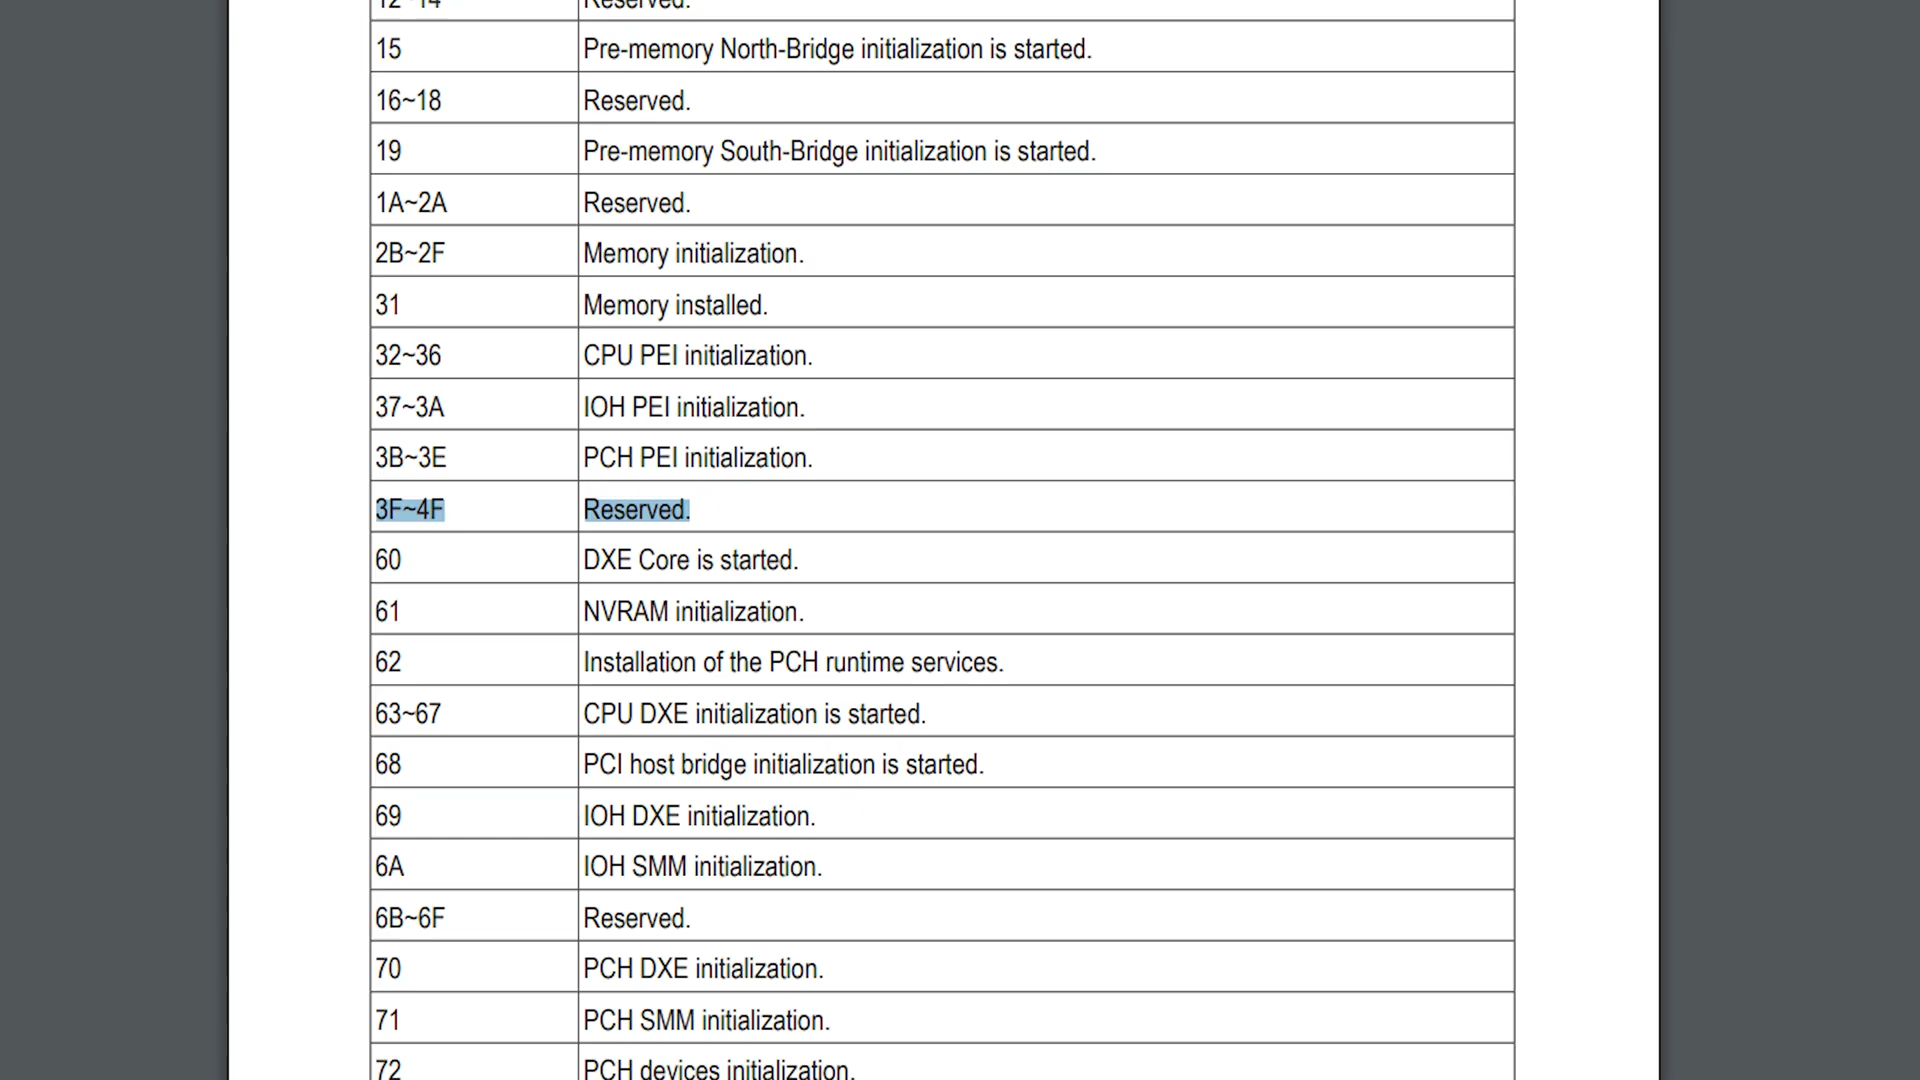 12~14 Reserved.
15 Pre-memory North-Bridge initialization is started.
16~18 Reserved.
19 Pre-memory South-Bridge initialization is started.
1A~2A Reserved.
2B~2F Memory initialization.
31 Memory installed.
32~36 CPU PEI initialization.
37~3A IOH PEI initialization.
3B~3E PCH PEI initialization.
3F~4F Reserved.
60 DXE Core is started.
61 NVRAM initialization.
62 Installation of the PCH runtime services.
63~67 CPU DXE initialization is started.
68 PCI host bridge initialization is started.
69 IOH DXE initialization.
6A IOH SMM initialization.
6B~6F Reserved.
70 PCH DXE initialization.
71 PCH SMM initialization.
72 PCH devices initialization.